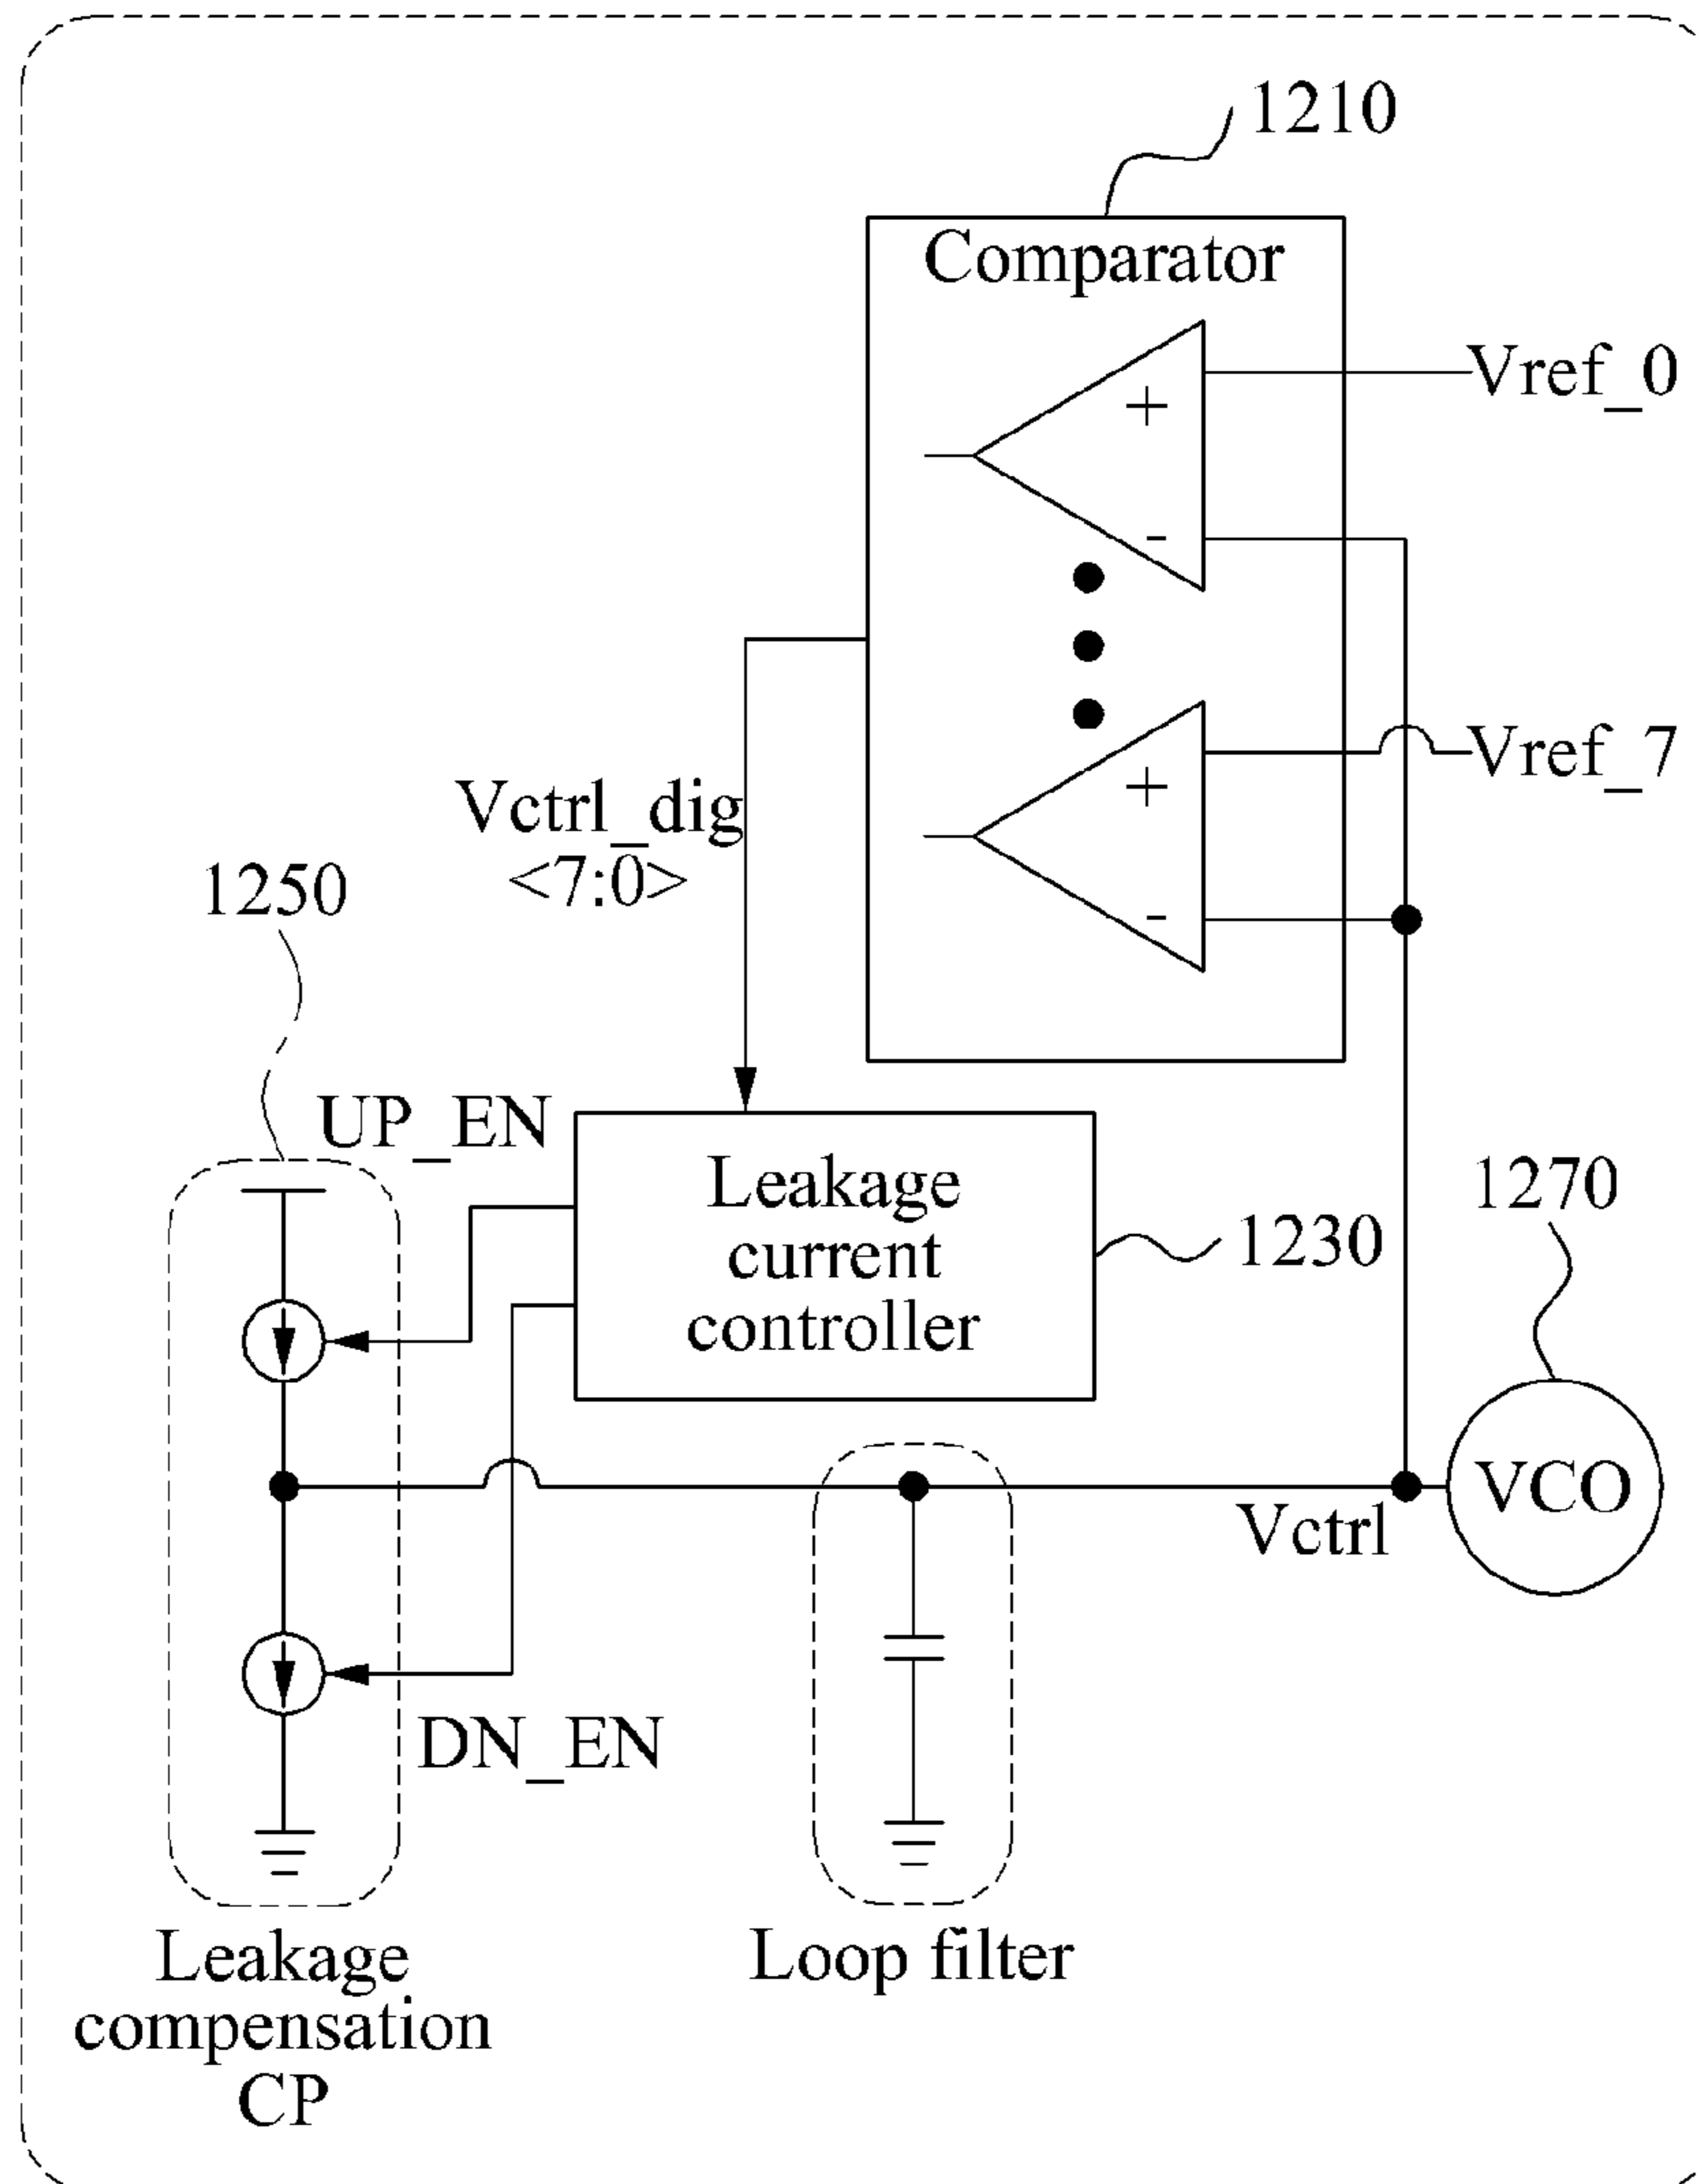 1210
Comparator
Vref_0
+
-
Vref_7
+
-
Vctrl_dig
<7:0>
1250
UP_EN
Leakage
current
controller
1230
1270
VCO
Vctrl
DN_EN
Leakage
compensation
CP
Loop filter